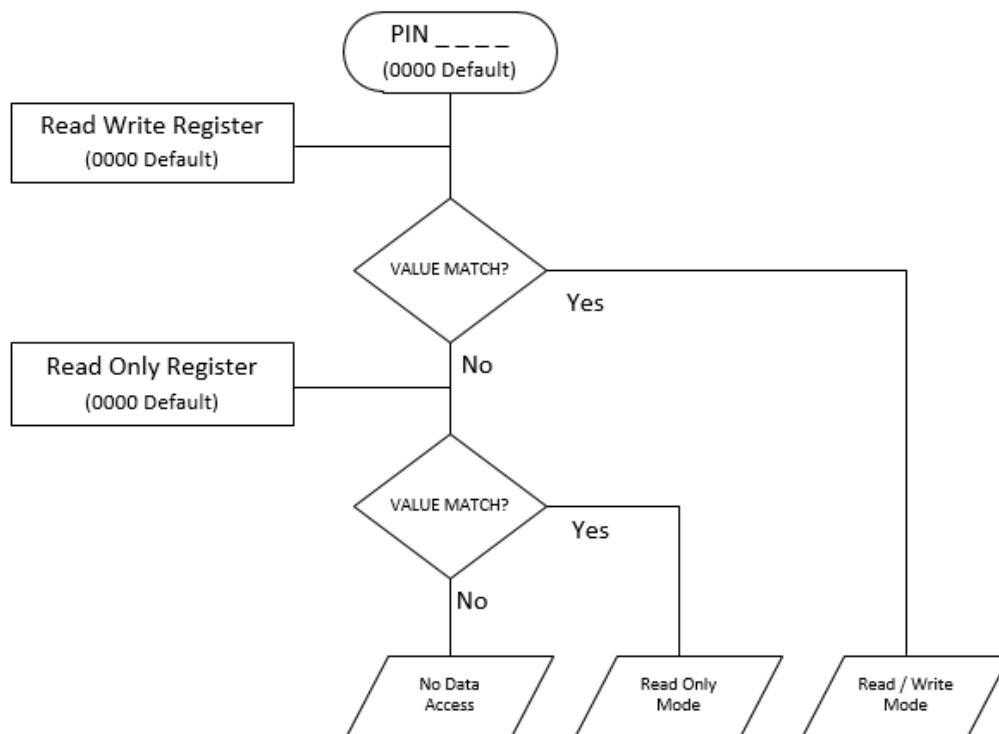 PIN _ _ _ _
(0000 Default)
Read Write Register
(0000 Default)
VALUE MATCH?
Yes
No
Read Only Register
(0000 Default)
VALUE MATCH?
Yes
No
No Data
Access
Read Only
Mode
Read / Write
Mode